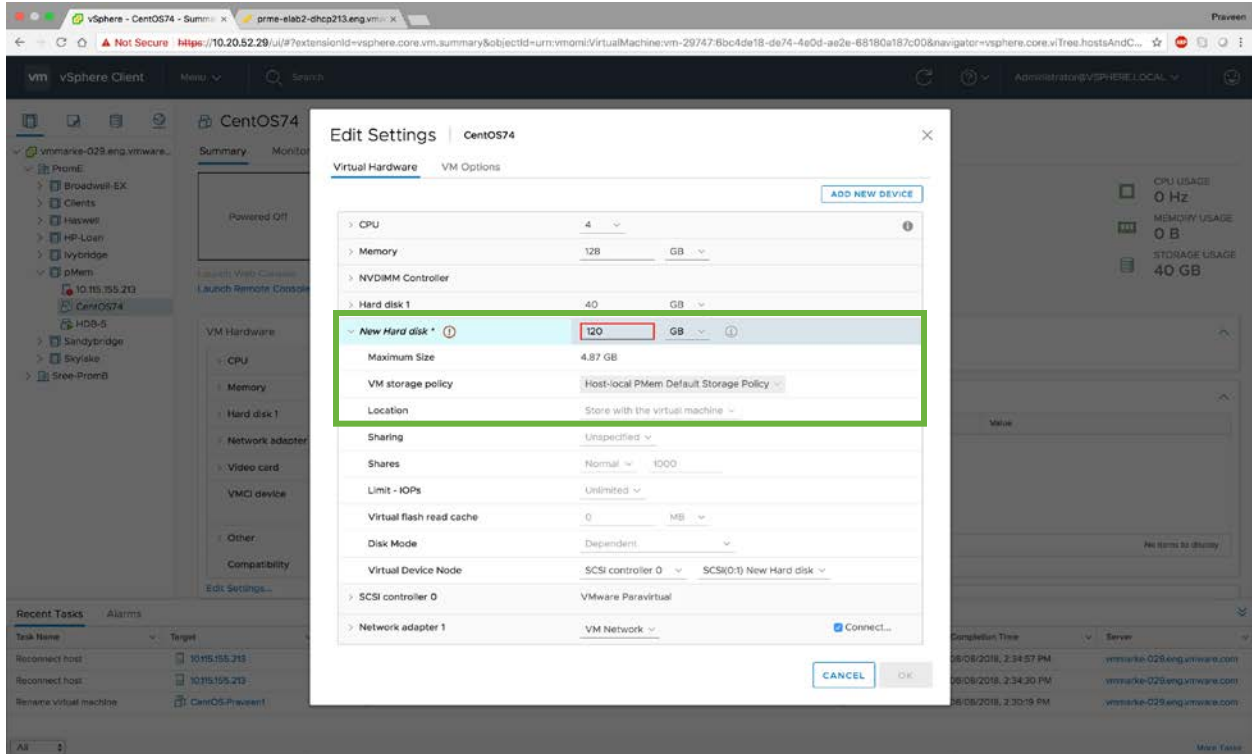 vSphere - CentOS74 - Summ
prme-elab2-dhcp213.eng.vm
Praveen
Not Secure https://10.20.52.29/ui/#?extensionId=vsphere.core.vm.summary&objectId=urn:vmomi:VirtualMachine:vm-29747:6bc4de18-de74-4e0d-ae2e-68180a187c00&navigator=vsphere.core.viTree.hostsAndC...
vm vSphere Client Menu Search Administrator@VSPHERE.LOCAL
CentOS74
vmmarke-029.eng.vmware...
PromE
Broadwell-EX
Clients
Haswell
HP-Loan
Ivybridge
pMem
10.115.155.213
CentOS74
HDB-5
Sandybridge
Skylake
Sree-PromB
Summary Monitor
Powered Off
Launch Web Console
Launch Remote Console
VM Hardware
CPU
Memory
Hard disk 1
Network adapter
Video card
VMCI device
Other
Compatibility
Edit Settings...
CPU USAGE
0 Hz
MEMORY USAGE
0 B
STORAGE USAGE
40 GB
Value
No items to display
Edit Settings CentOS74
Virtual Hardware VM Options
ADD NEW DEVICE
CPU 4
Memory 128 GB
NVDIMM Controller
Hard disk 1 40 GB
New Hard disk * 120 GB
Maximum Size 4.87 GB
VM storage policy Host-local PMem Default Storage Policy
Location Store with the virtual machine
Sharing Unspecified
Shares Normal 1000
Limit - IOPs Unlimited
Virtual flash read cache 0 MB
Disk Mode Dependent
Virtual Device Node SCSI controller 0 SCSI(0:1) New Hard disk
SCSI controller 0 VMware Paravirtual
Network adapter 1 VM Network Connect...
CANCEL OK
Recent Tasks Alarms
Task Name Target Completion Time Server
Reconnect host 10.115.155.213 08/08/2018, 2:34:57 PM vmmarke-029.eng.vmware.com
Reconnect host 10.115.155.213 08/08/2018, 2:34:30 PM vmmarke-029.eng.vmware.com
Rename virtual machine CentOS-Praveen1 08/08/2018, 2:30:19 PM vmmarke-029.eng.vmware.com
All More Tasks